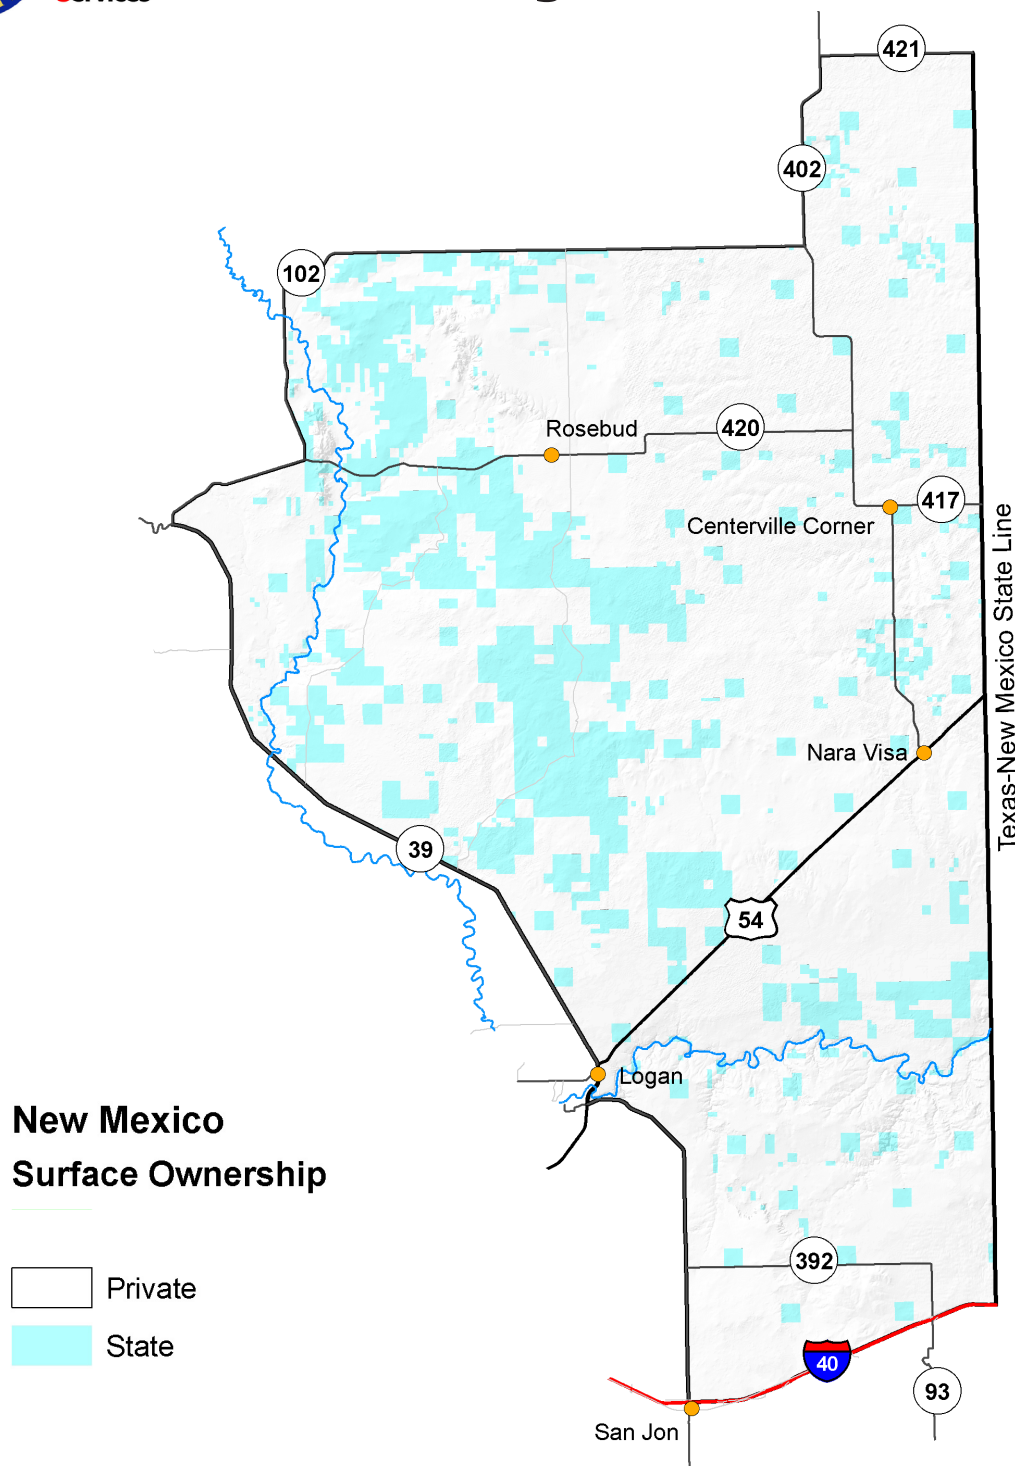 421
402
102
Rosebud
420
417
Centerville Corner
Texas-New Mexico State Line
Nara Visa
39
54
Logan
New Mexico
Surface Ownership
392
Private
State
40
93
San Jon